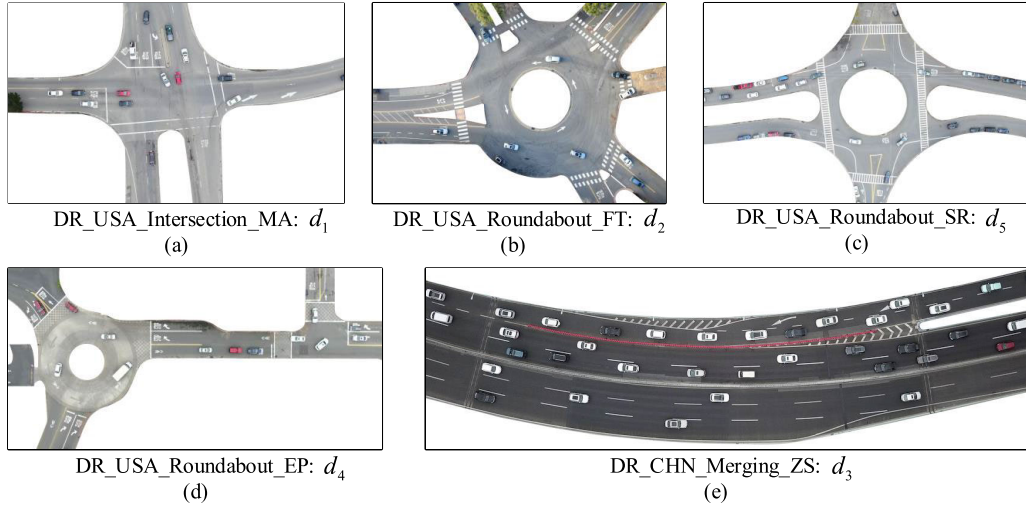 DR_USA_Intersection_MA: d1
(a)
DR_USA_Roundabout_FT: d2
(b)
DR_USA_Roundabout_SR: d5
(c)
DR_USA_Roundabout_EP: d4
(d)
DR_CHN_Merging_ZS: d3
(e)